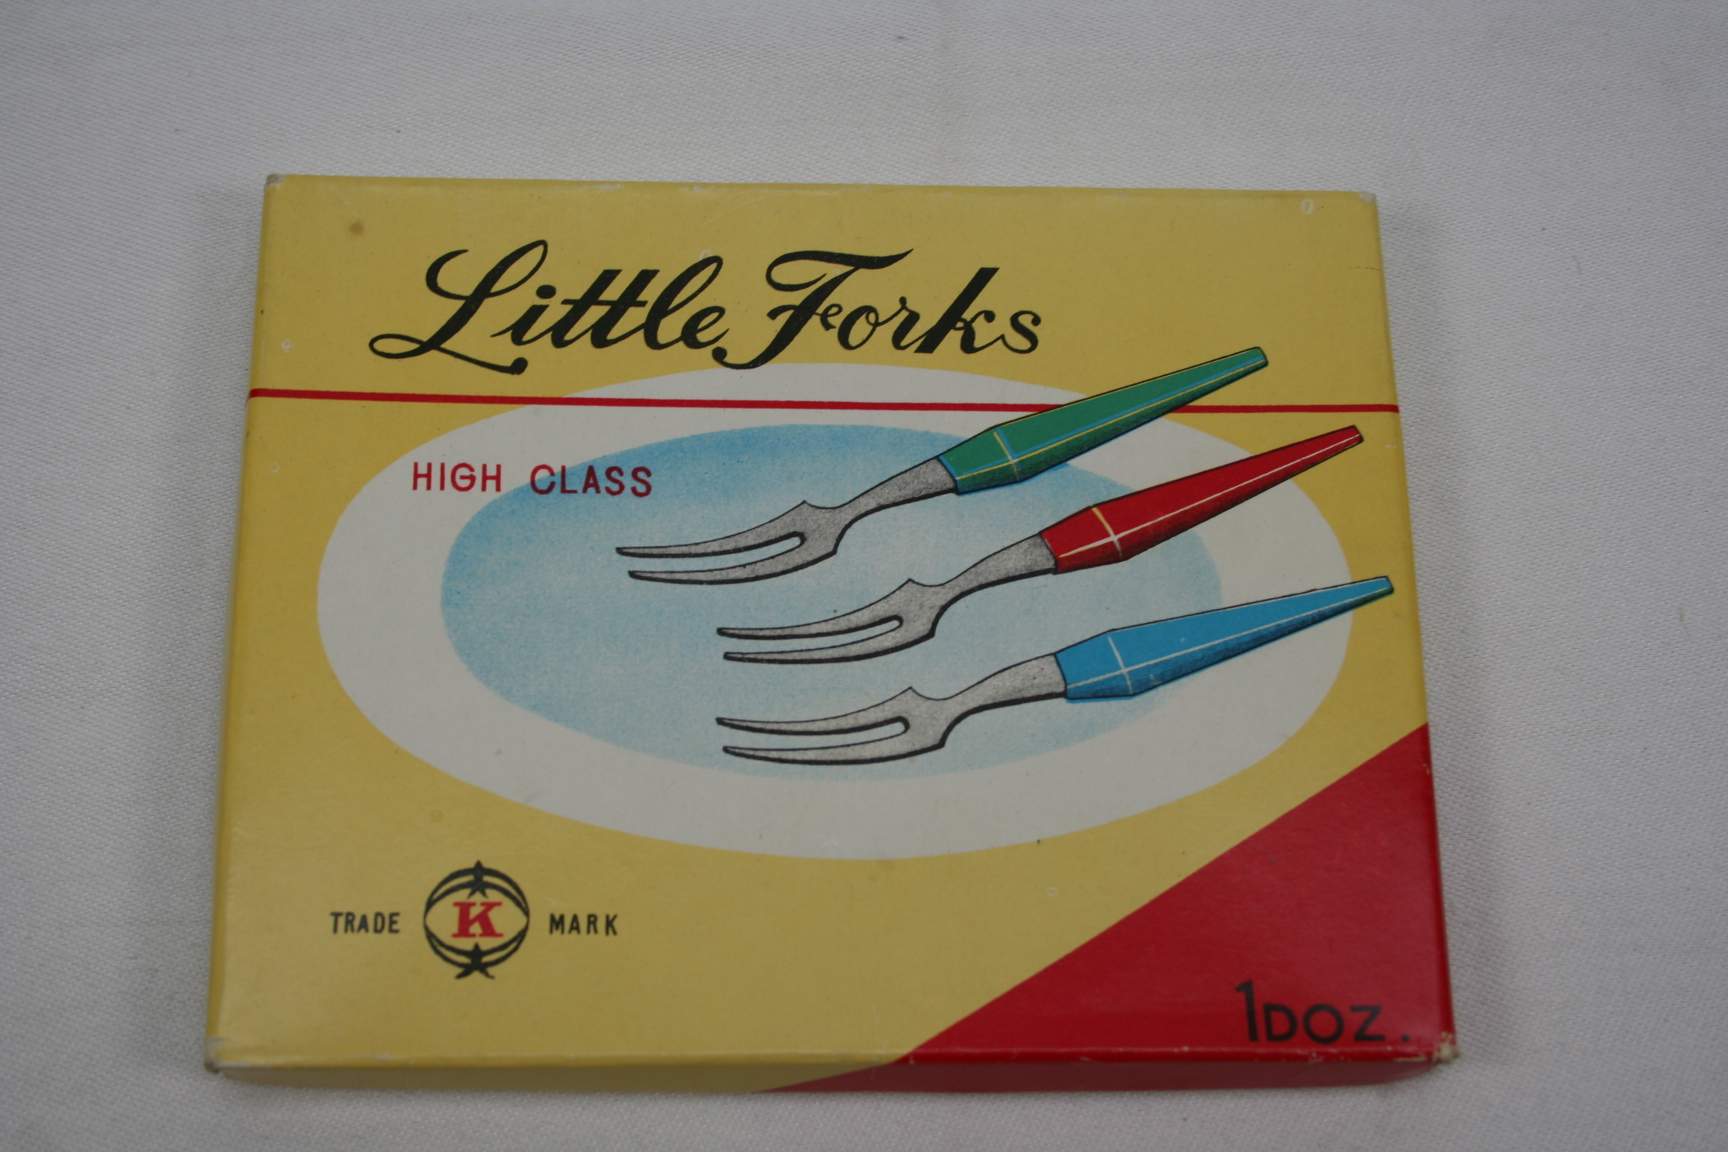 Little Forks
HIGH CLASS
TRADE K MARK
1DOZ.